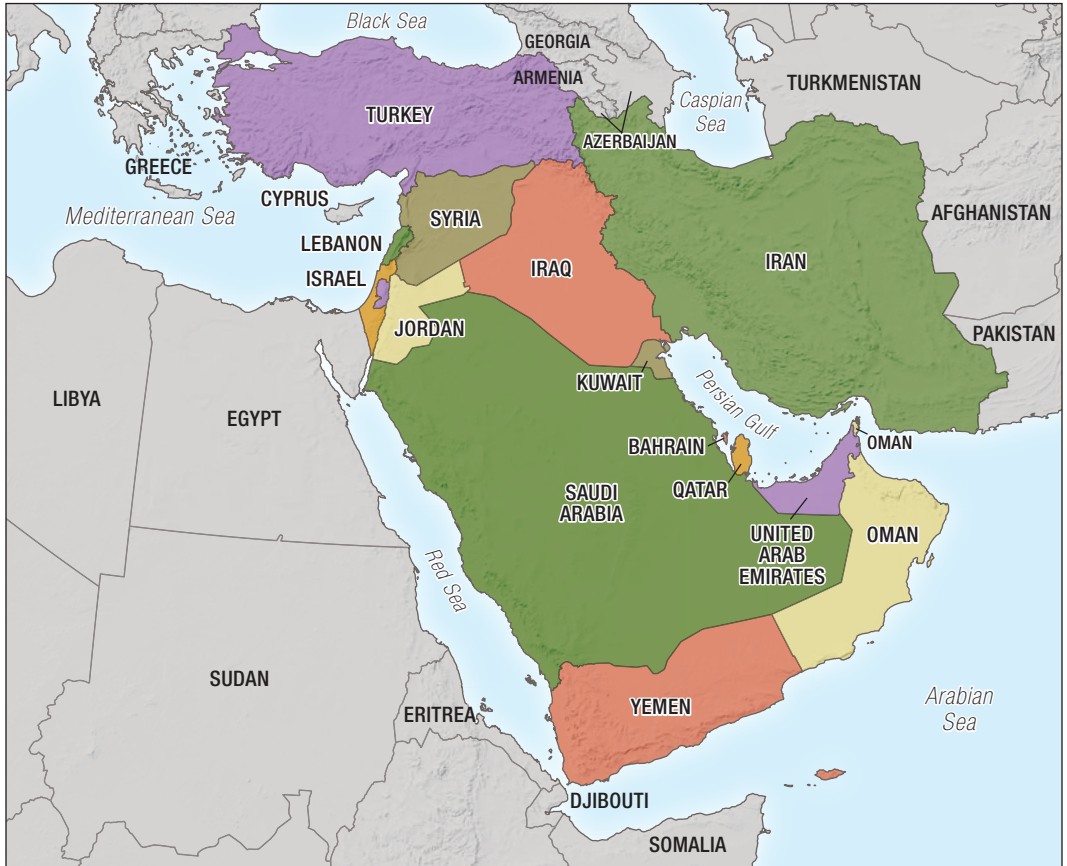 Black Sea
GEORGIA
ARMENIA
TURKMENISTAN
Caspian
Sea
TURKEY
AZERBAIJAN
GREECE
CYPRUS
Mediterranean Sea
SYRIA
AFGHANISTAN
LEBANON
ISRAEL
IRAQ
IRAN
JORDAN
PAKISTAN
KUWAIT
LIBYA
EGYPT
Persian Gulf
BAHRAIN
OMAN
QATAR
SAUDI
ARABIA
UNITED
ARAB
EMIRATES
OMAN
Red Sea
SUDAN
ERITREA
YEMEN
Arabian
Sea
DJIBOUTI
SOMALIA